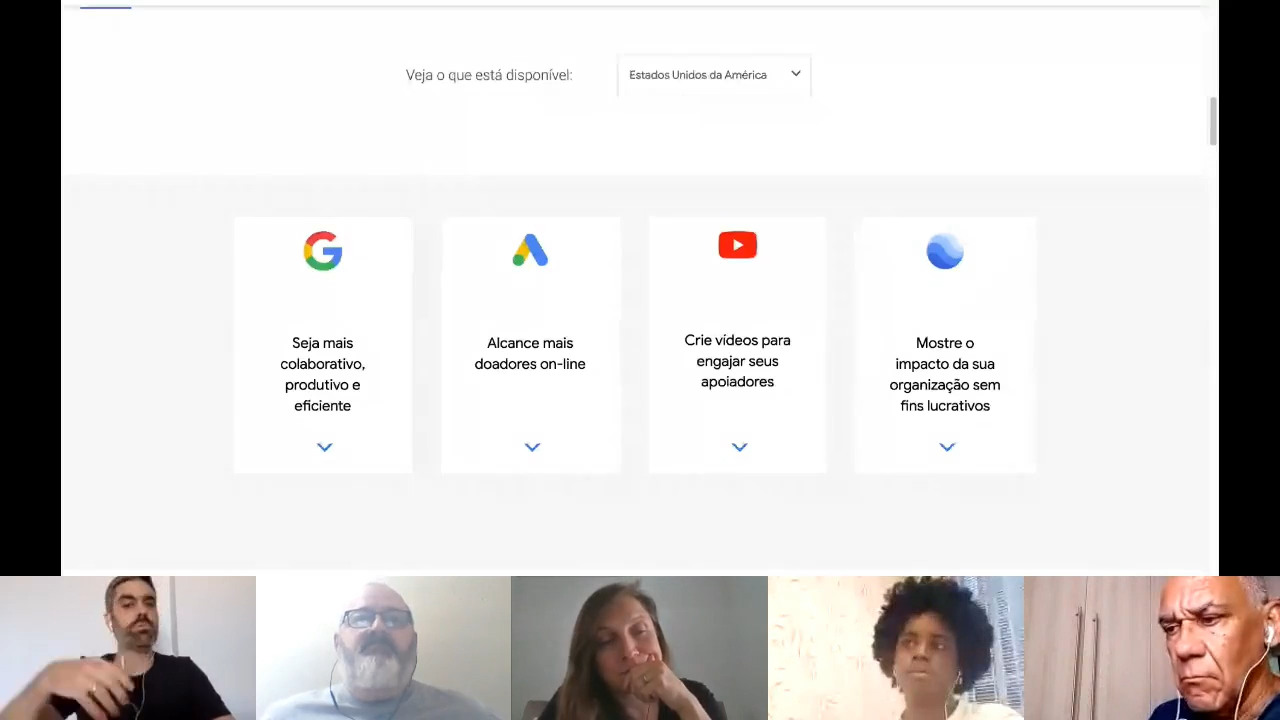 Veja o que está disponível:
Estados Unidos da América
Seja mais
colaborativo,
produtivo e
eficiente
Alcance mais
doadores on-line
Crie vídeos para
engajar seus
apoiadores
Mostre o
impacto da sua
organização sem
fins lucrativos